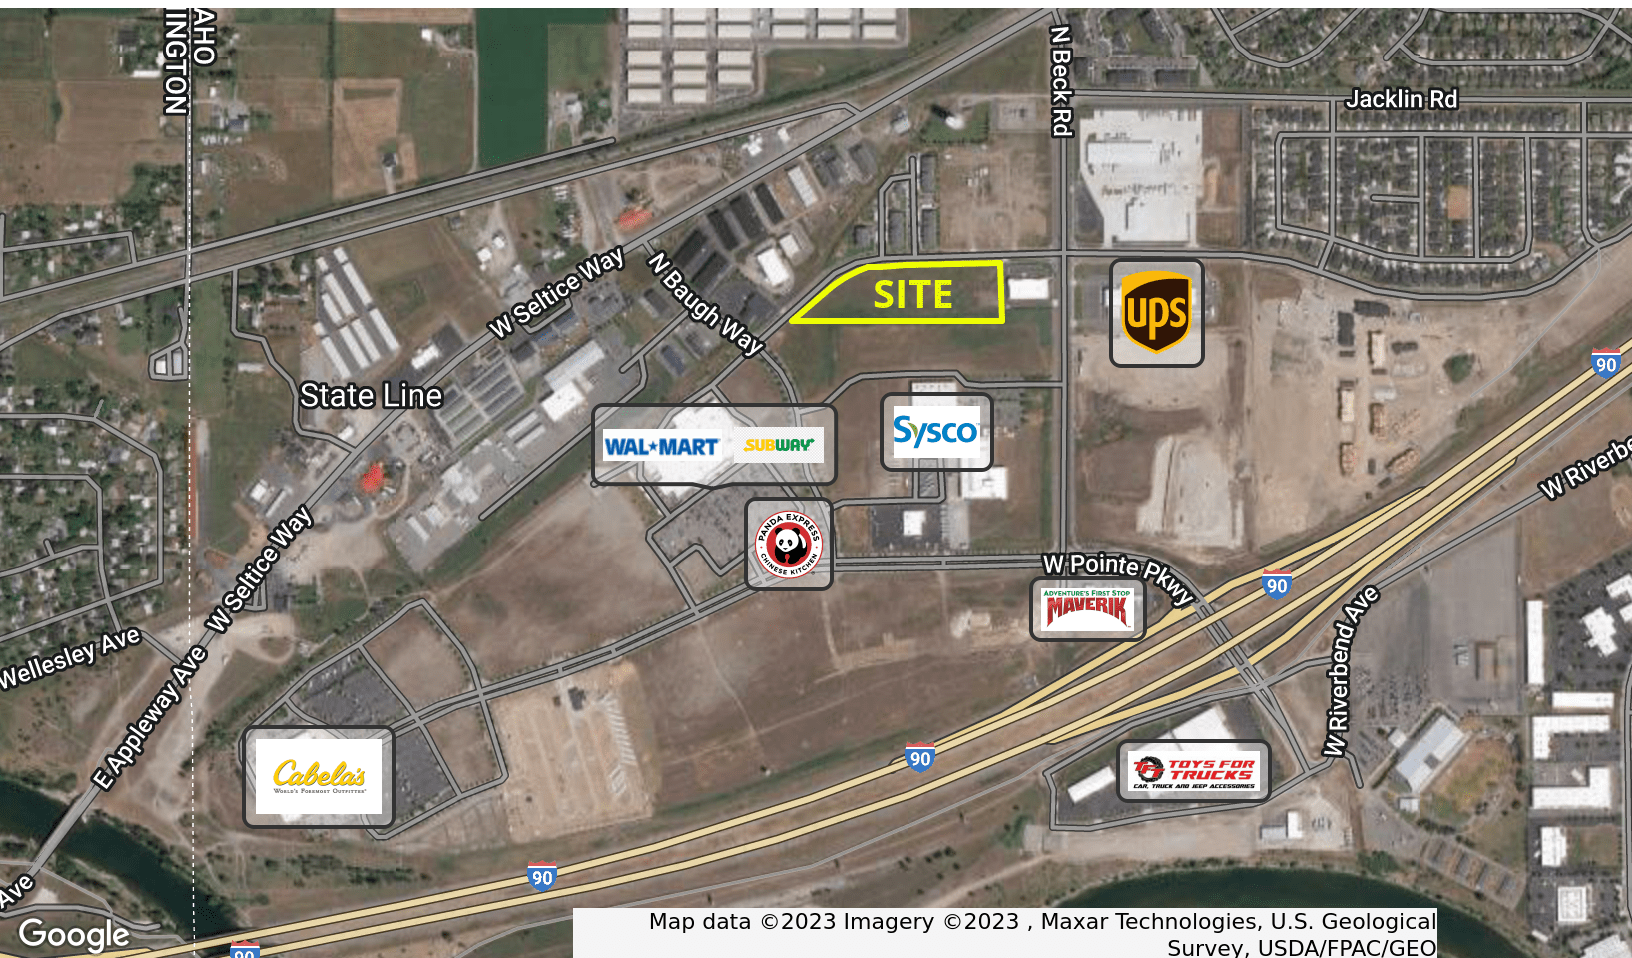 AHO
INGTON
N Beck Rd
Jacklin Rd
W Seltice Way
N Baugh Way
SITE
ups
90
State Line
WAL★MART
SUBWAY
Sysco
W Riverbe
PANDA EXPRESS
CHINESE KITCHEN
W Seltice Way
W Pointe Pkwy
90
ADVENTURE'S FIRST STOP
MAVERIK
W Riverbend Ave
Wellesley Ave
E Appleway Ave
Cabela's
WORLD'S FOREMOST OUTFITTER
90
TFT
TOYS FOR
TRUCKS
CAR, TRUCK AND JEEP ACCESSORIES
90
Ave
Google
90
Map data ©2023 Imagery ©2023 , Maxar Technologies, U.S. Geological
Survey, USDA/FPAC/GEO